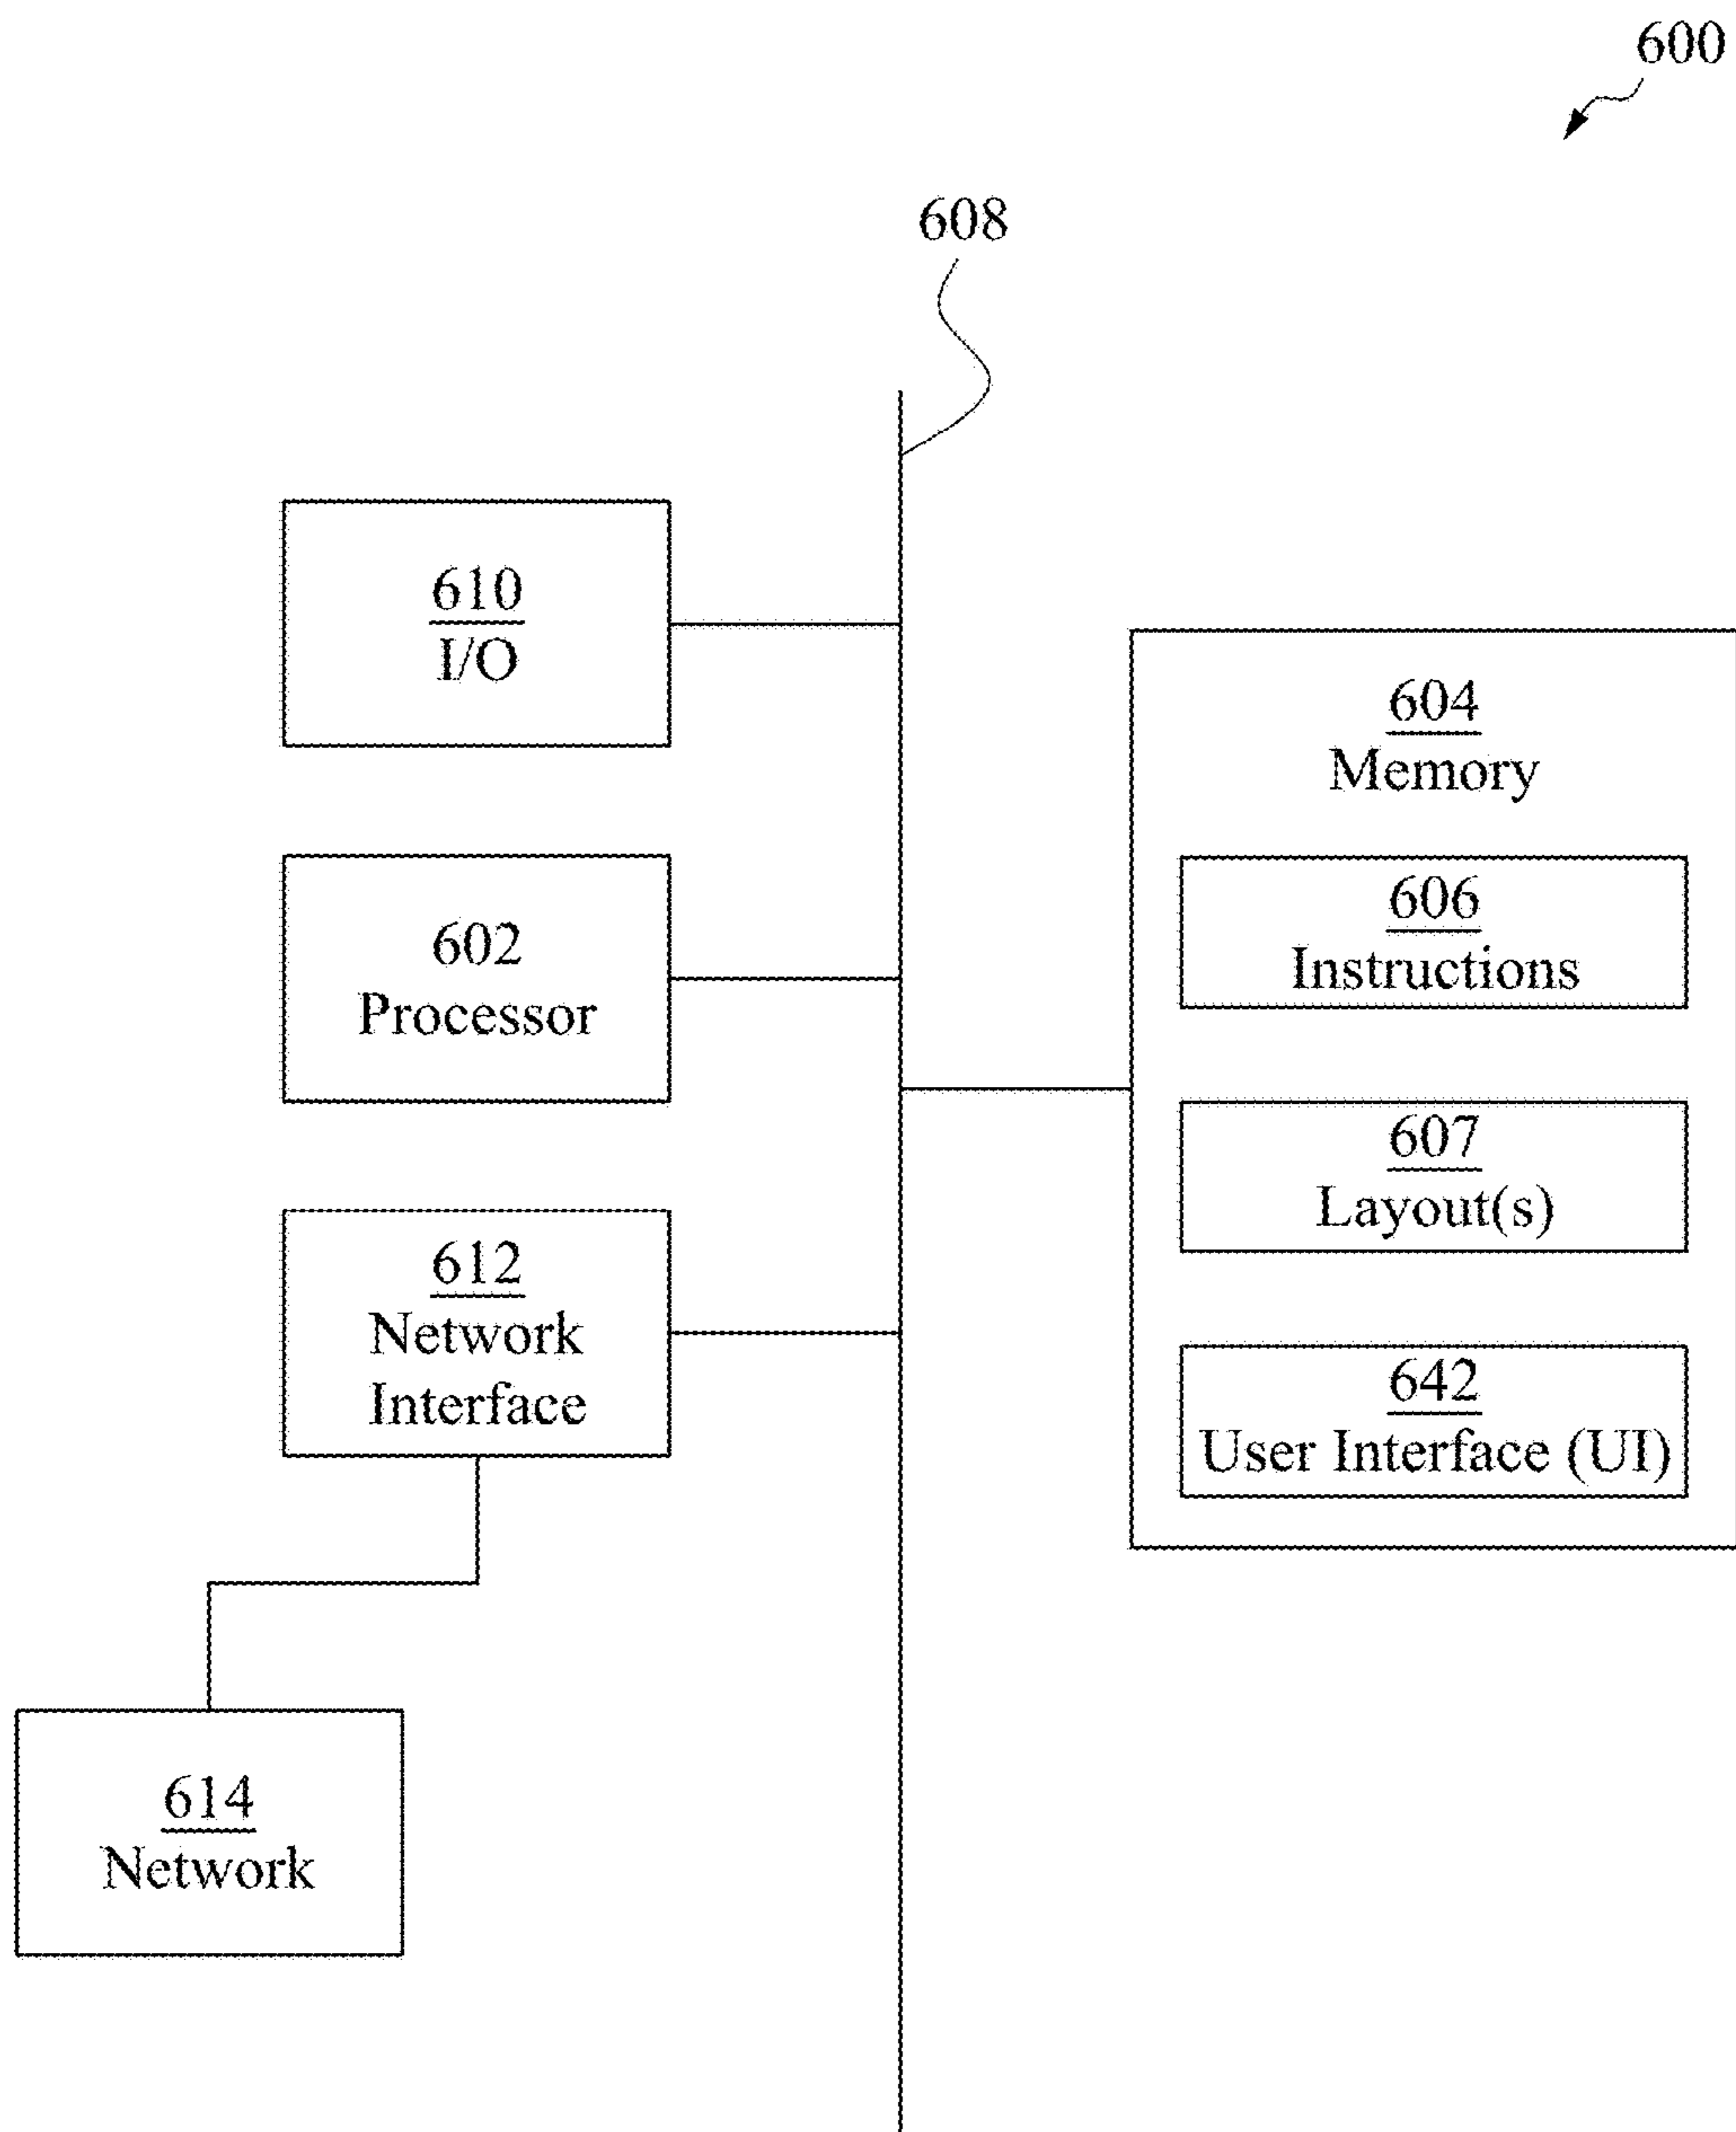 600
608
610
I/O
602
Processor
612
Network
Interface
614
Network
604
Memory
606
Instructions
607
Layout(s)
642
User Interface (UI)